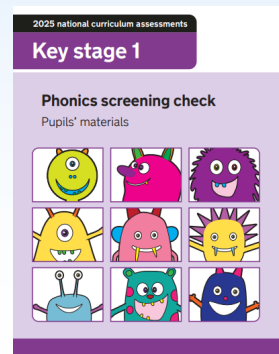 2025 national curriculum assessments
Key stage 1
Phonics screening check
Pupils’ materials